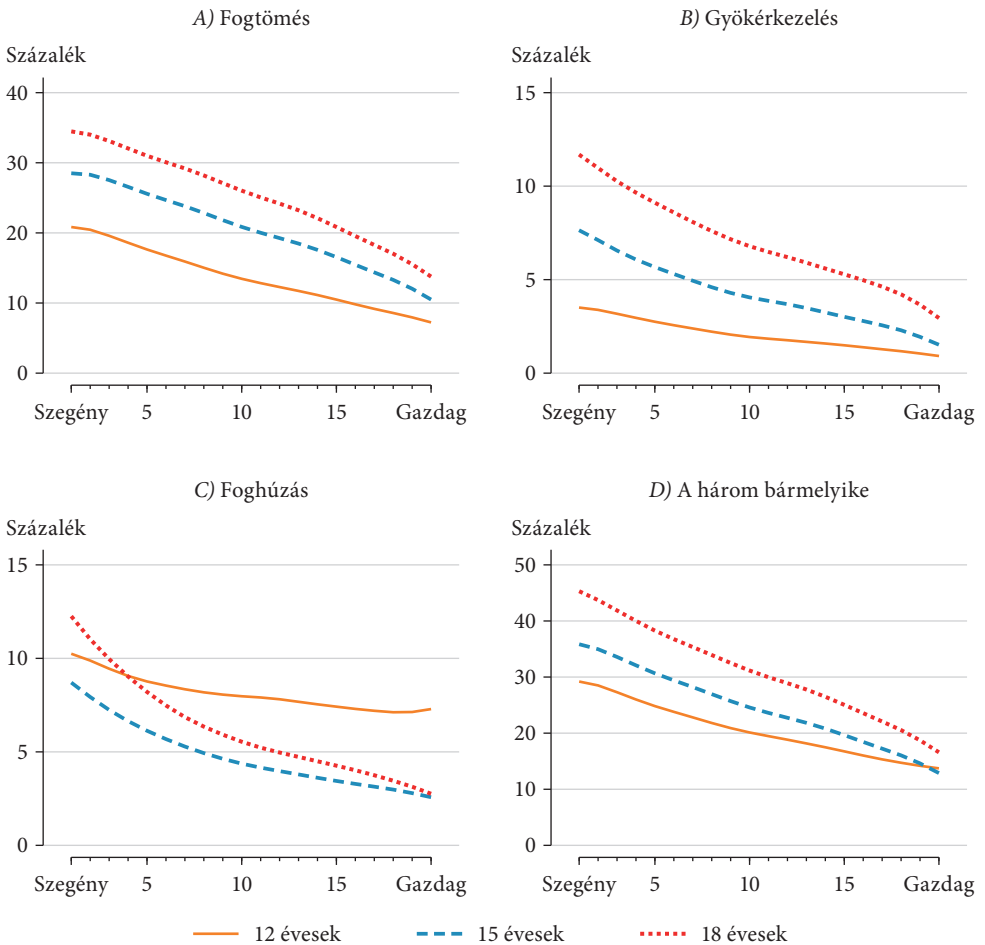 A) Fogtömés
Százalék
40
30
20
10
0
Szegény 5 10 15 Gazdag
B) Gyökérkezelés
Százalék
15
10
5
0
Szegény 5 10 15 Gazdag
C) Foghúzás
Százalék
15
10
5
0
Szegény 5 10 15 Gazdag
D) A három bármelyike
Százalék
50
40
30
20
10
0
Szegény 5 10 15 Gazdag
12 évesek 15 évesek 18 évesek